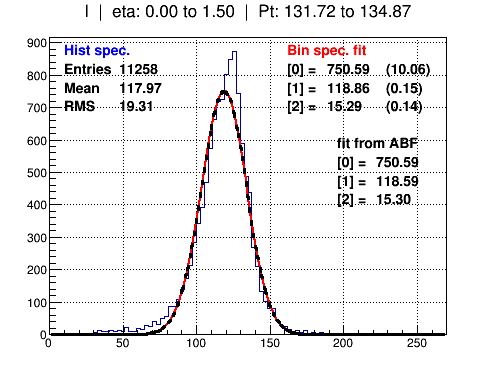 I | eta: 0.00 to 1.50 | Pt: 131.72 to 134.87
Hist spec.
Entries 11258
Mean 117.97
RMS 19.31
Bin spec. fit
[0] = 750.59 (10.06)
[1] = 118.86 (0.15)
[2] = 15.29 (0.14)
fit from ABF
[0] = 750.59
[1] = 118.59
[2] = 15.30
900
800
700
600
500
400
300
200
100
0
0 50 100 150 200 250